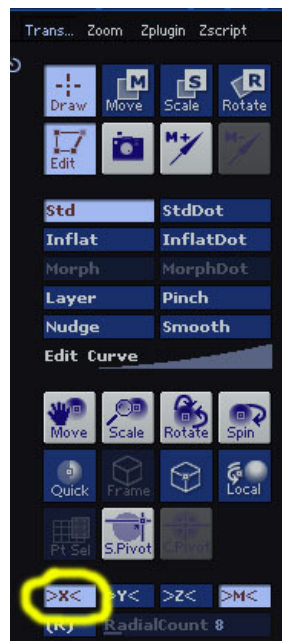 Trans... Zoom Zplugin Zscript
M S R
Draw Move Scale Rotate
M+ M-
Edit
Std StdDot
Inflat InflatDot
Morph MorphDot
Layer Pinch
Nudge Smooth
Edit Curve
Move Scale Rotate Spin
Quick Frame Local
Pt Sel S.Pivot C.Pivot
>X< >Y< >Z< >M<
(R) RadialCount 8